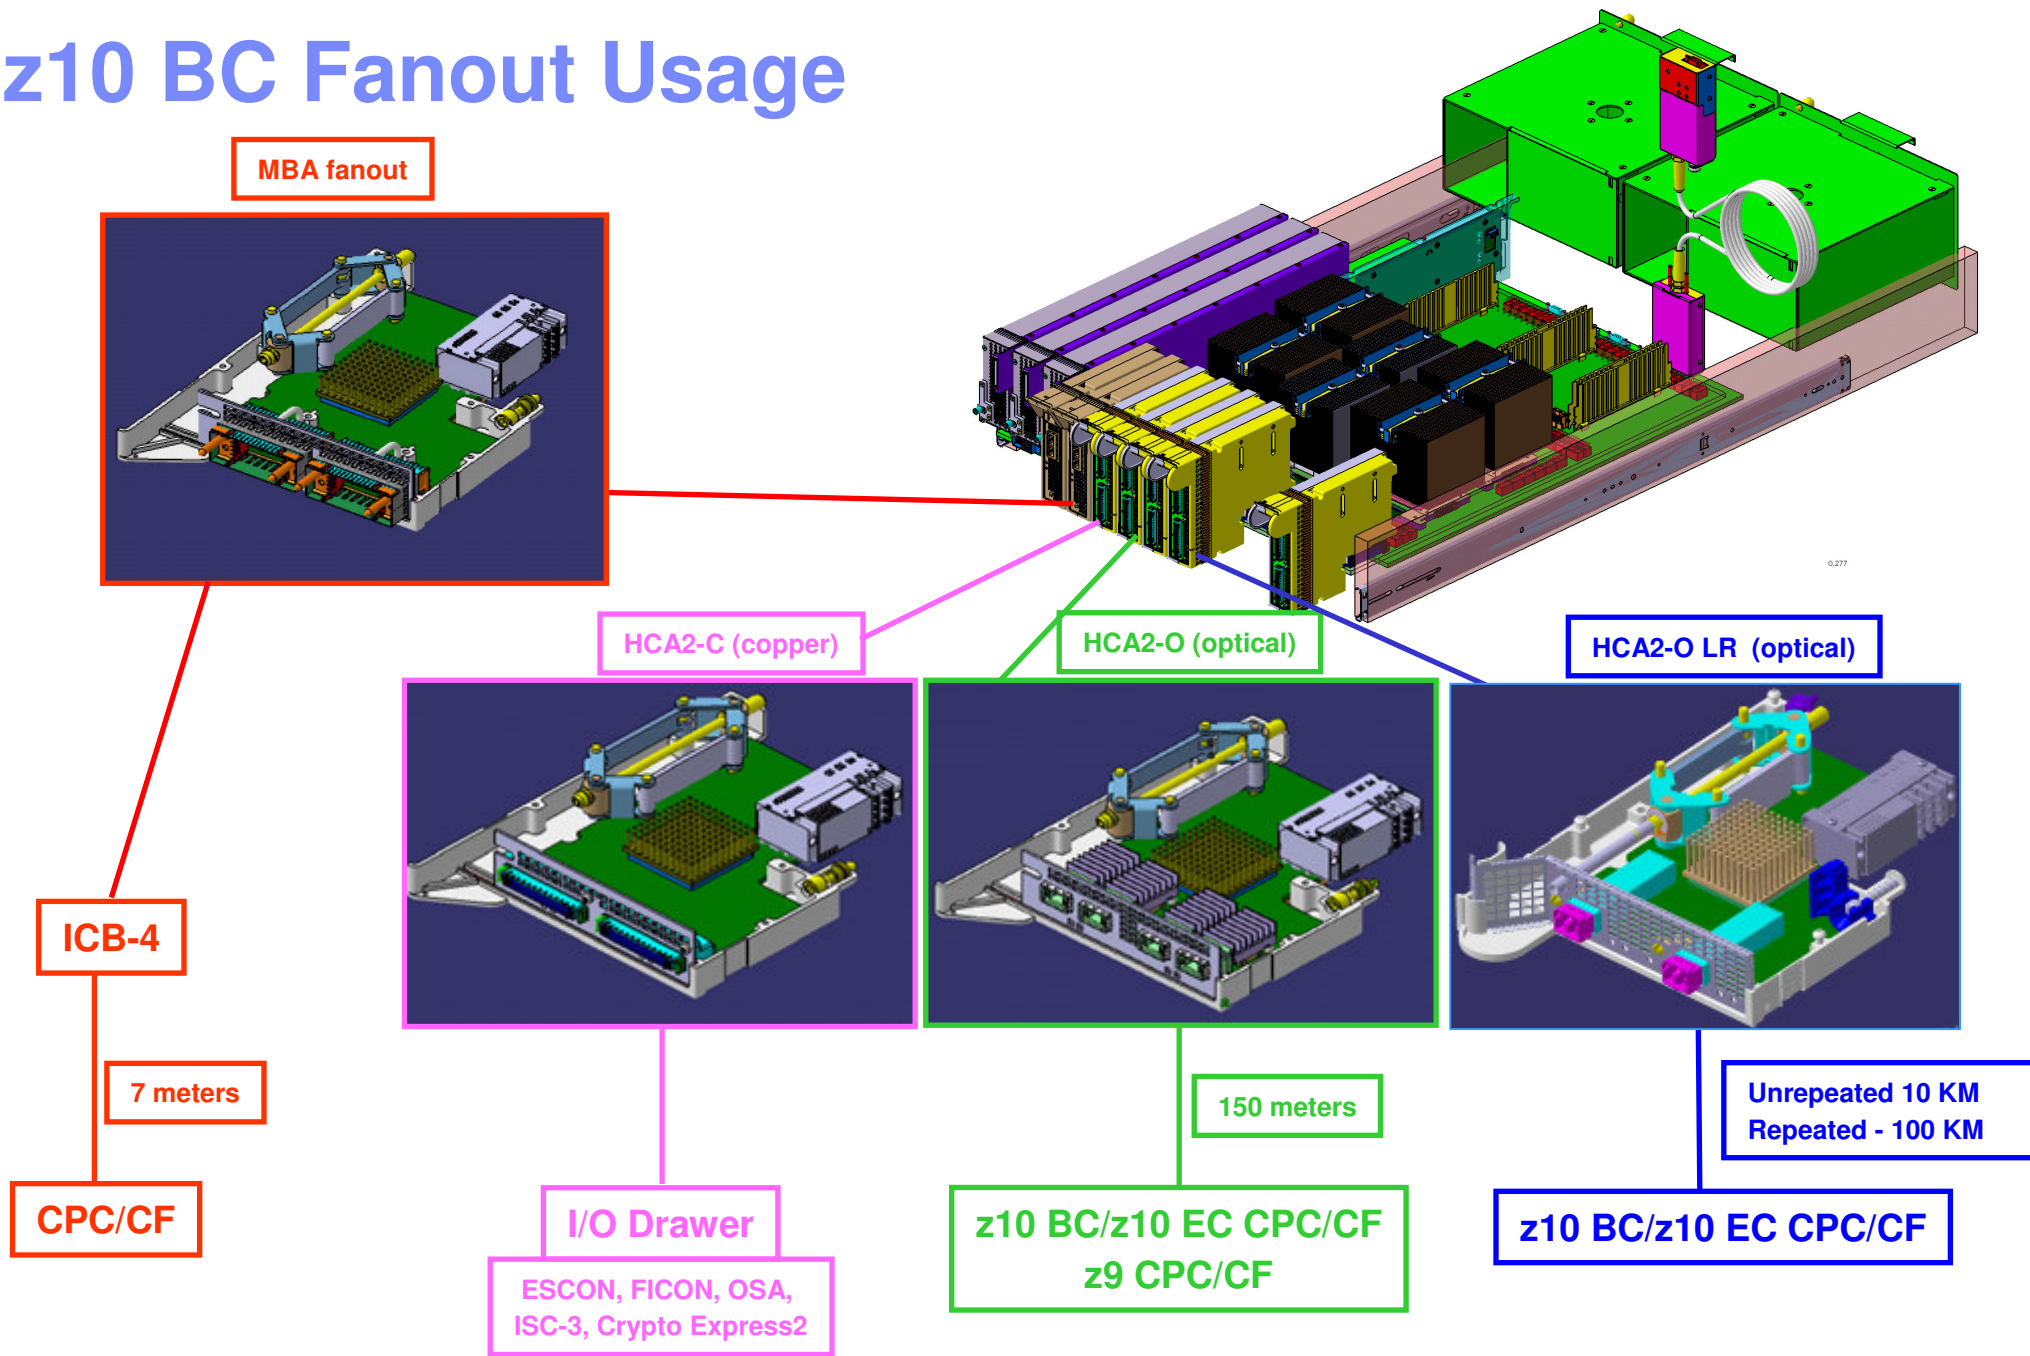 z10 BC Fanout Usage
MBA fanout
0.277
HCA2-C (copper)
HCA2-O (optical)
HCA2-O LR  (optical)
ICB-4
7 meters
150 meters
Unrepeated 10 KM
Repeated - 100 KM
CPC/CF
I/O Drawer
ESCON, FICON, OSA,
ISC-3, Crypto Express2
z10 BC/z10 EC CPC/CF
z9 CPC/CF
z10 BC/z10 EC CPC/CF